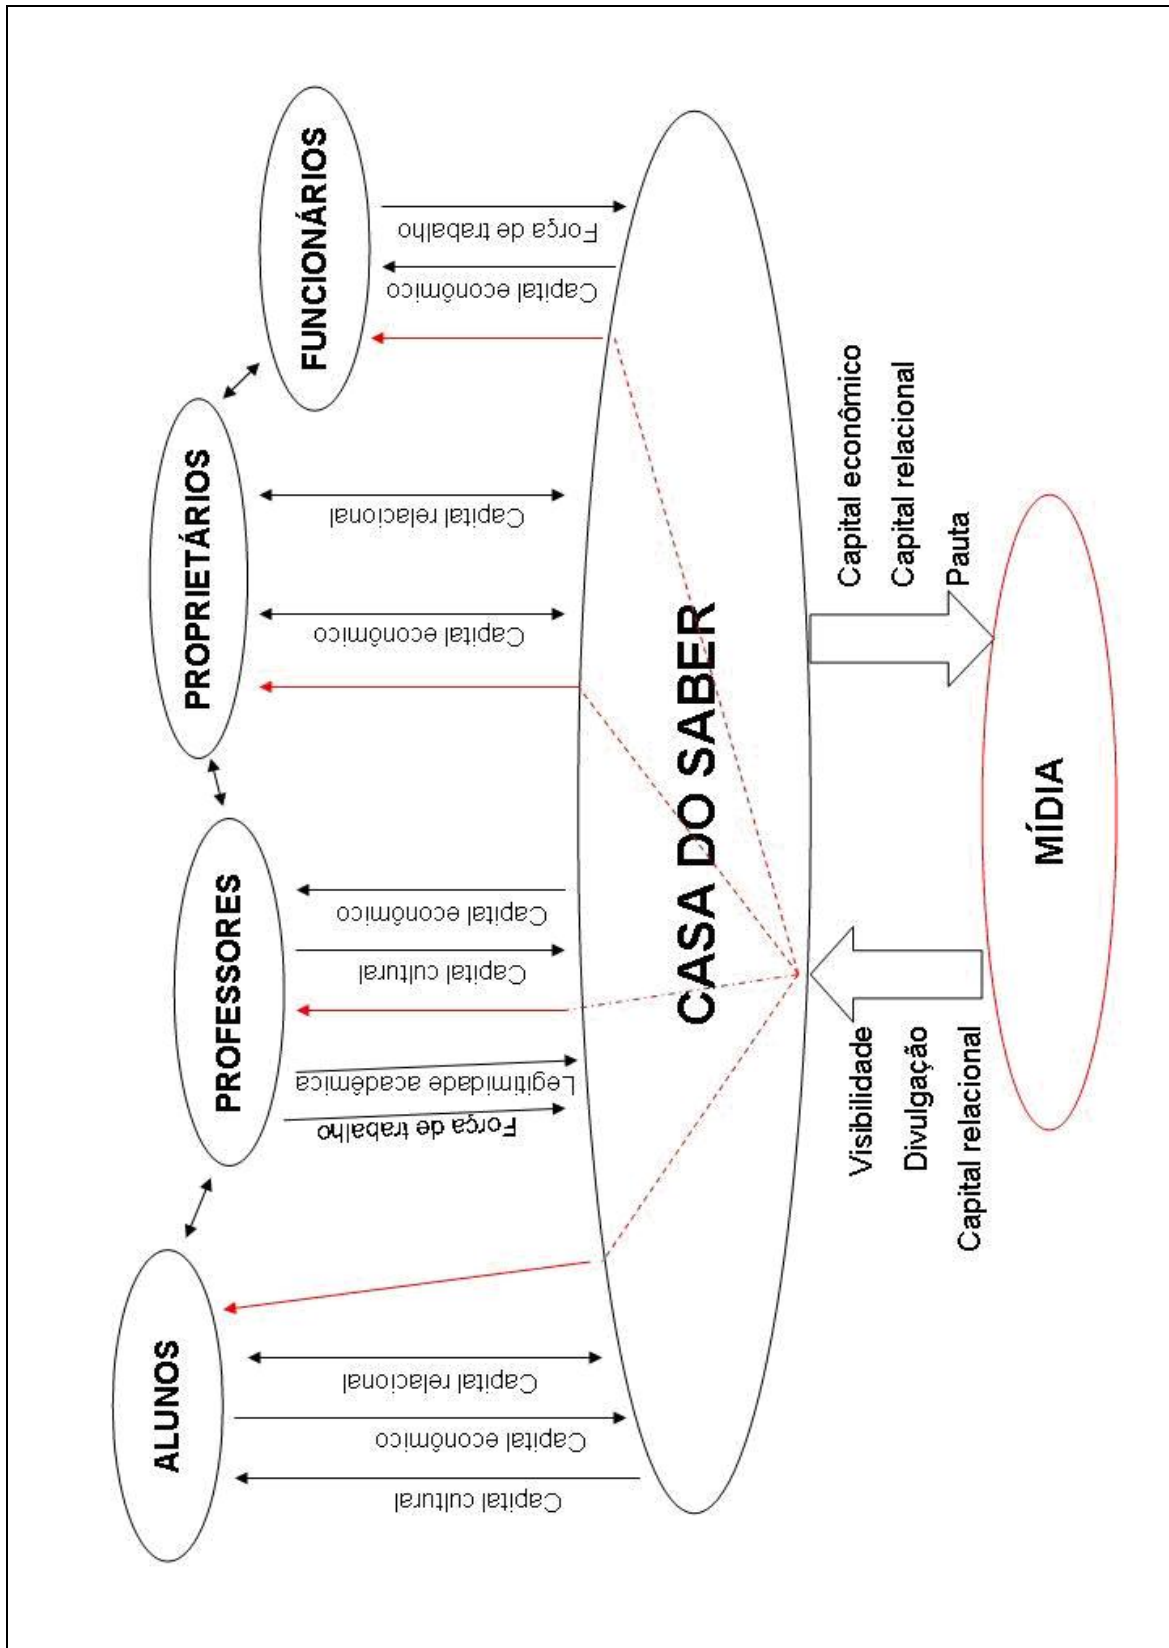 ALUNOS
PROFESSORES
PROPRIETÁRIOS
FUNCIONÁRIOS
Capital cultural
Capital econômico
Capital relacional
Força de trabalho
Legitimidade acadêmica
Capital cultural
Capital econômico
Capital econômico
Capital relacional
Capital econômico
Força de trabalho
CASA DO SABER
Visibilidade
Divulgação
Capital relacional
Capital econômico
Capital relacional
Pauta
MÍDIA